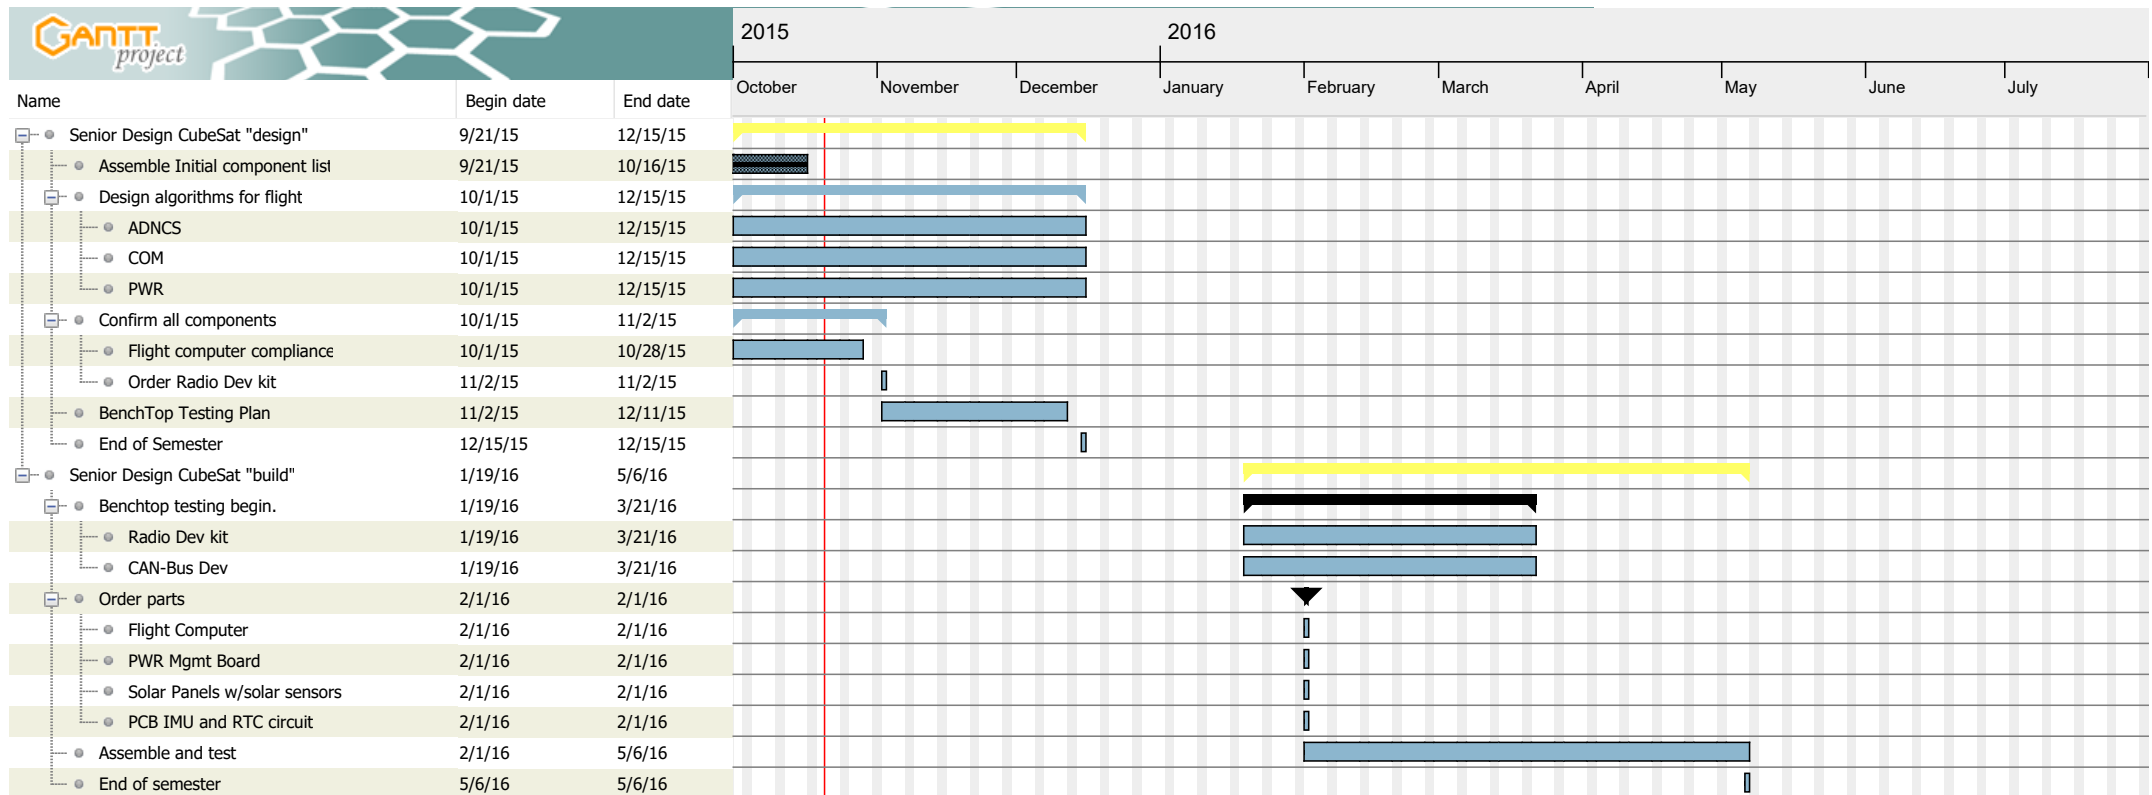 GANTT project
2015 2016
October November December January February March April May June July
Name Begin date End date
Senior Design CubeSat "design" 9/21/15 12/15/15
Assemble Initial component list 9/21/15 10/16/15
Design algorithms for flight 10/1/15 12/15/15
ADNCS 10/1/15 12/15/15
COM 10/1/15 12/15/15
PWR 10/1/15 12/15/15
Confirm all components 10/1/15 11/2/15
Flight computer compliance 10/1/15 10/28/15
Order Radio Dev kit 11/2/15 11/2/15
BenchTop Testing Plan 11/2/15 12/11/15
End of Semester 12/15/15 12/15/15
Senior Design CubeSat "build" 1/19/16 5/6/16
Benchtop testing begin. 1/19/16 3/21/16
Radio Dev kit 1/19/16 3/21/16
CAN-Bus Dev 1/19/16 3/21/16
Order parts 2/1/16 2/1/16
Flight Computer 2/1/16 2/1/16
PWR Mgmt Board 2/1/16 2/1/16
Solar Panels w/solar sensors 2/1/16 2/1/16
PCB IMU and RTC circuit 2/1/16 2/1/16
Assemble and test 2/1/16 5/6/16
End of semester 5/6/16 5/6/16